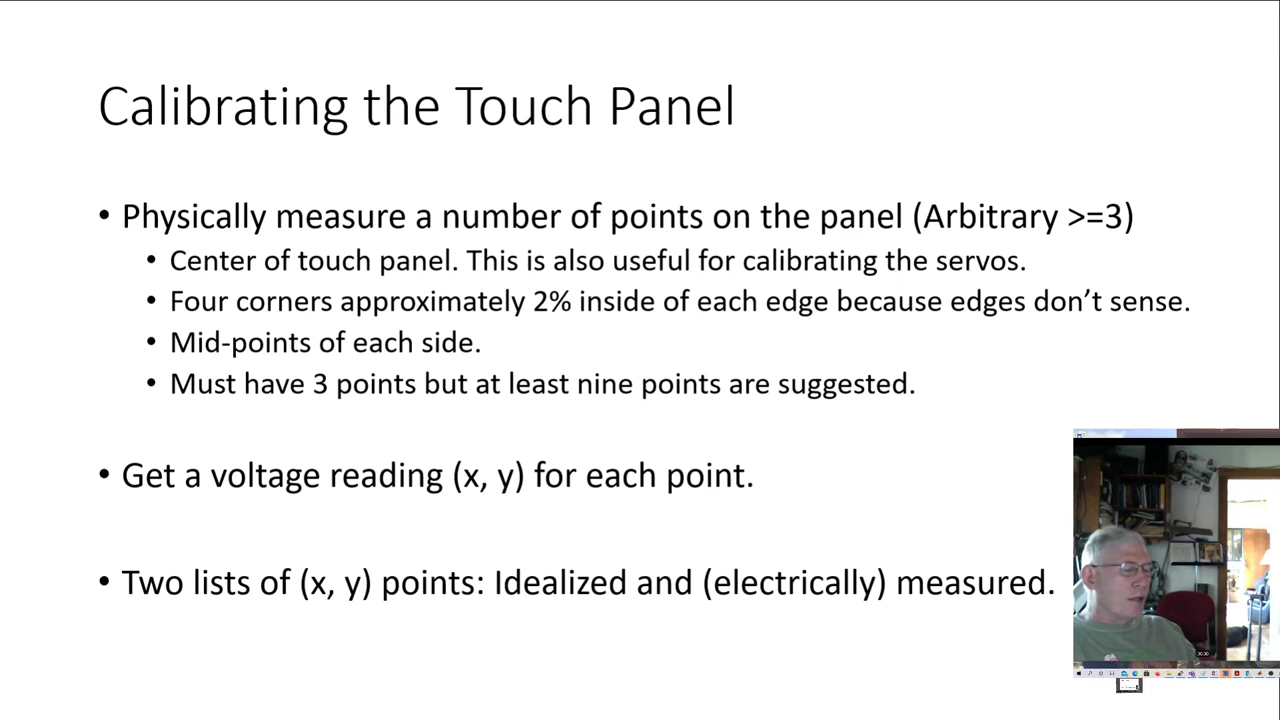 Calibrating the Touch Panel
• Physically measure a number of points on the panel (Arbitrary >=3)
• Center of touch panel. This is also useful for calibrating the servos.
• Four corners approximately 2% inside of each edge because edges don’t sense.
• Mid-points of each side.
• Must have 3 points but at least nine points are suggested.
• Get a voltage reading (x, y) for each point.
• Two lists of (x, y) points: Idealized and (electrically) measured.